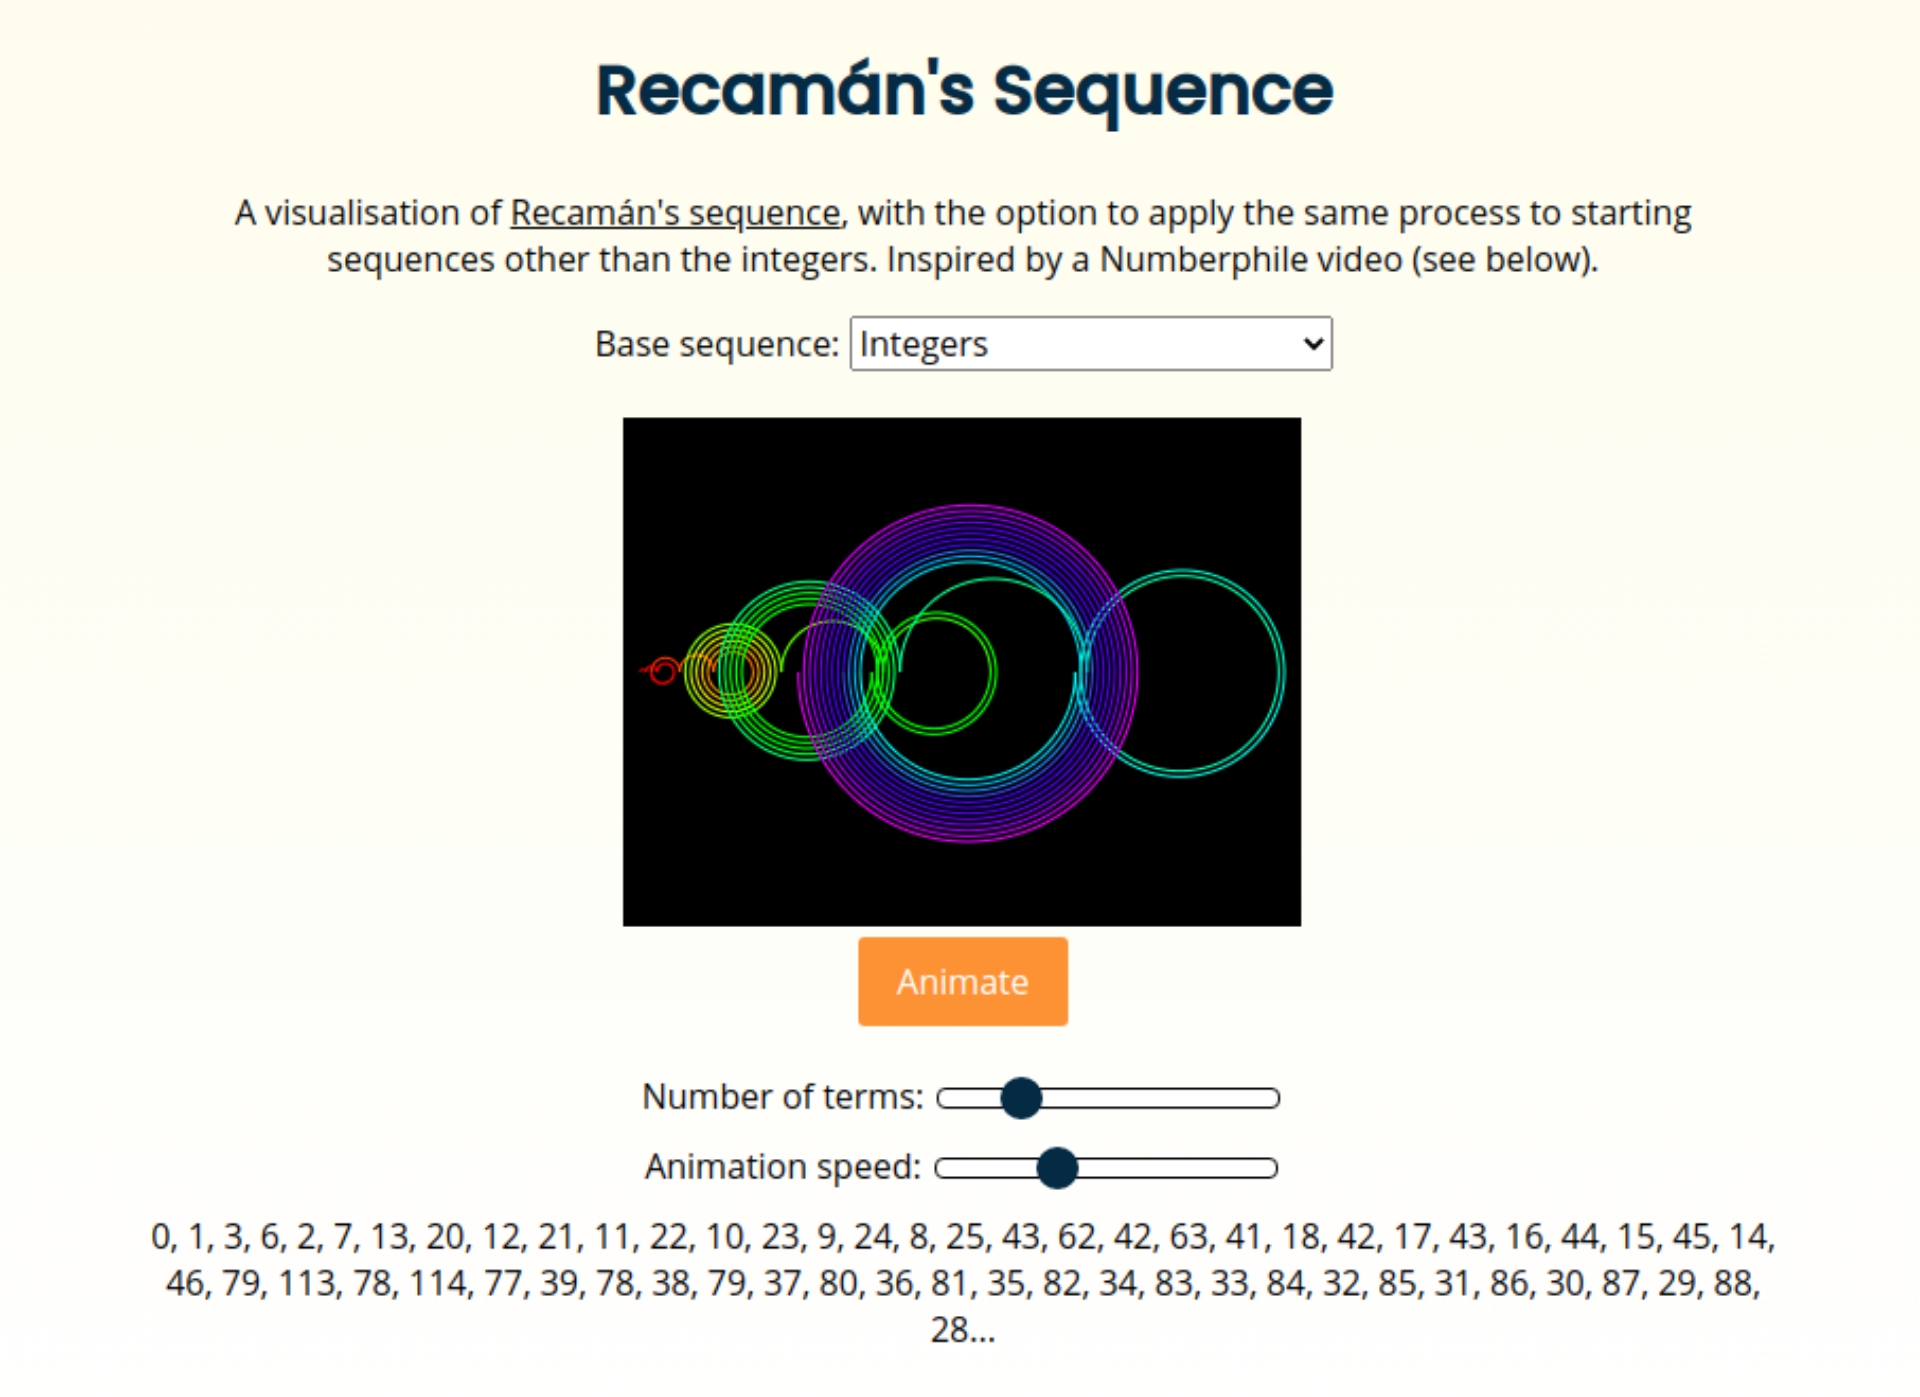 Recamán's Sequence
A visualisation of Recamán's sequence, with the option to apply the same process to starting
sequences other than the integers. Inspired by a Numberphile video (see below).
Base sequence: Integers
Animate
Number of terms:
Animation speed:
0, 1, 3, 6, 2, 7, 13, 20, 12, 21, 11, 22, 10, 23, 9, 24, 8, 25, 43, 62, 42, 63, 41, 18, 42, 17, 43, 16, 44, 15, 45, 14,
46, 79, 113, 78, 114, 77, 39, 78, 38, 79, 37, 80, 36, 81, 35, 82, 34, 83, 33, 84, 32, 85, 31, 86, 30, 87, 29, 88,
28...